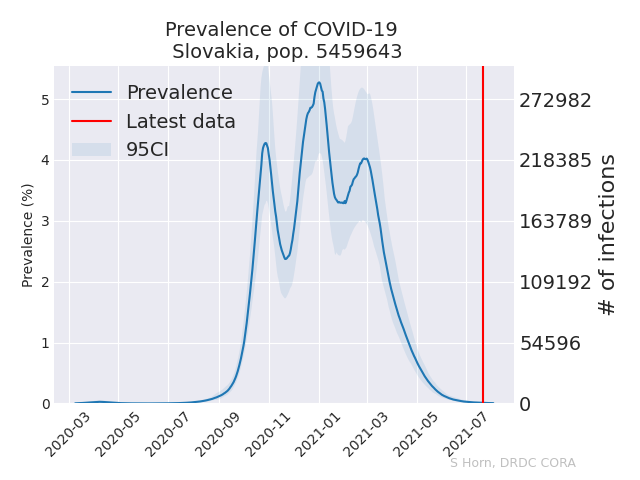 Prevalence of COVID-19
Slovakia, pop. 5459643
Prevalence
Latest data
95CI
Prevalence (%)
5
4
3
2
1
0
272982
218385
163789
109192
54596
0
# of infections
2020-03
2020-05
2020-07
2020-09
2020-11
2021-01
2021-03
2021-05
2021-07
S Horn, DRDC CORA